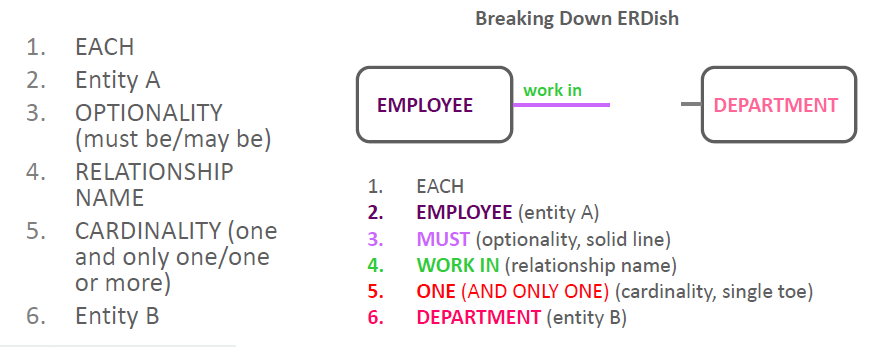 Breaking Down ERDish
1. EACH
2. Entity A
3. OPTIONALITY
(must be/may be)
4. RELATIONSHIP
NAME
5. CARDINALITY (one
and only one/one
or more)
6. Entity B
EMPLOYEE
work in
DEPARTMENT
1. EACH
2. EMPLOYEE (entity A)
3. MUST (optionality, solid line)
4. WORK IN (relationship name)
5. ONE (AND ONLY ONE) (cardinality, single toe)
6. DEPARTMENT (entity B)